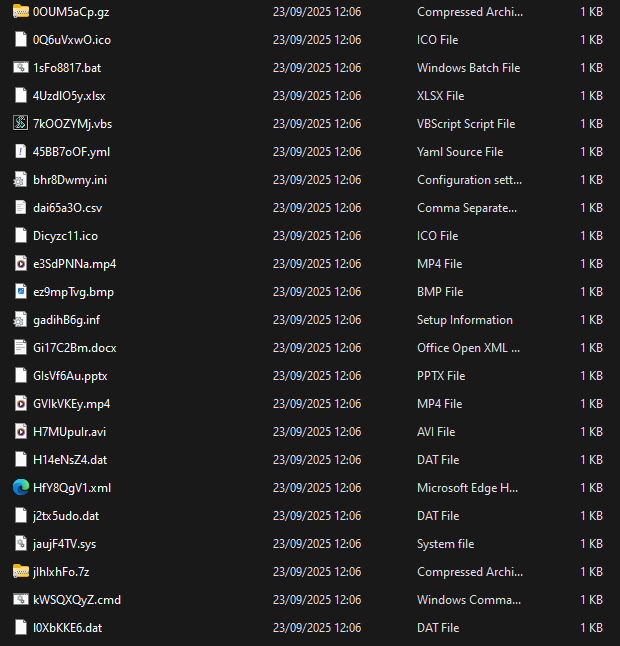 0OUM5aCp.gz 23/09/2025 12:06 Compressed Archi... 1 KB
0Q6uVxwO.ico 23/09/2025 12:06 ICO File 1 KB
1sFo8817.bat 23/09/2025 12:06 Windows Batch File 1 KB
4UzdIO5y.xlsx 23/09/2025 12:06 XLSX File 1 KB
7kOOZYMj.vbs 23/09/2025 12:06 VBScript Script File 1 KB
45BB7oOF.yml 23/09/2025 12:06 Yaml Source File 1 KB
bhr8Dwmy.ini 23/09/2025 12:06 Configuration sett... 1 KB
dai65a3O.csv 23/09/2025 12:06 Comma Separate... 1 KB
Dicyzc11.ico 23/09/2025 12:06 ICO File 1 KB
e3SdPNNa.mp4 23/09/2025 12:06 MP4 File 1 KB
ez9mpTvg.bmp 23/09/2025 12:06 BMP File 1 KB
gadihB6g.inf 23/09/2025 12:06 Setup Information 1 KB
Gi17C2Bm.docx 23/09/2025 12:06 Office Open XML ... 1 KB
GlsVf6Au.pptx 23/09/2025 12:06 PPTX File 1 KB
GVlkVKEy.mp4 23/09/2025 12:06 MP4 File 1 KB
H7MUpuIr.avi 23/09/2025 12:06 AVI File 1 KB
H14eNsZ4.dat 23/09/2025 12:06 DAT File 1 KB
HfY8QgV1.xml 23/09/2025 12:06 Microsoft Edge H... 1 KB
j2tx5udo.dat 23/09/2025 12:06 DAT File 1 KB
jaujF4TV.sys 23/09/2025 12:06 System file 1 KB
jlhlxhFo.7z 23/09/2025 12:06 Compressed Archi... 1 KB
kWSQXQyZ.cmd 23/09/2025 12:06 Windows Comma... 1 KB
l0XbKKE6.dat 23/09/2025 12:06 DAT File 1 KB